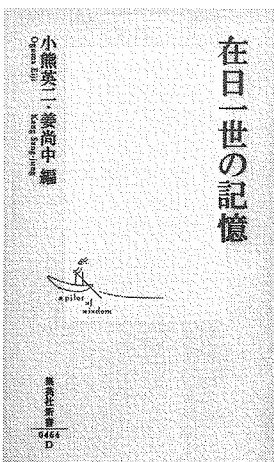 在日一世の記憶
小熊英二・姜尚中 編
Oguma Eiji
Kang Sang-jung
a pilot
of
wisdom
集英社新書
0464
D